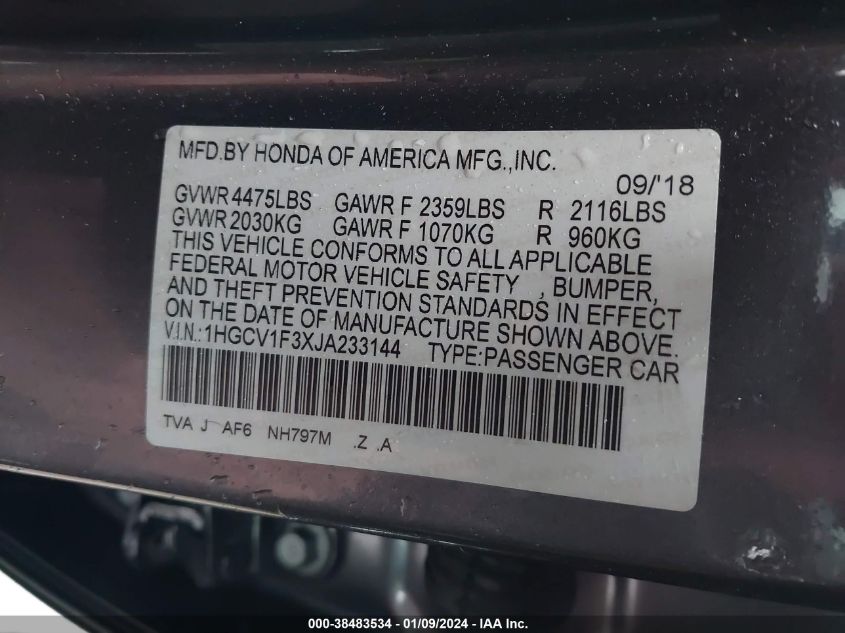 MFD.BY HONDA OF AMERICA MFG.,INC.
09/'18
GVWR 4475LBS GAWR F 2359LBS R 2116LBS
GVWR 2030KG GAWR F 1070KG R 960KG
THIS VEHICLE CONFORMS TO ALL APPLICABLE
FEDERAL MOTOR VEHICLE SAFETY , BUMPER,
AND THEFT PREVENTION STANDARDS IN EFFECT
ON THE DATE OF MANUFACTURE SHOWN ABOVE.
V.I.N.:1HGCV1F3XJA233144 TYPE:PASSENGER CAR
TVA J AF6 NH797M .Z .A
000-38483534 - 01/09/2024 - IAA Inc.